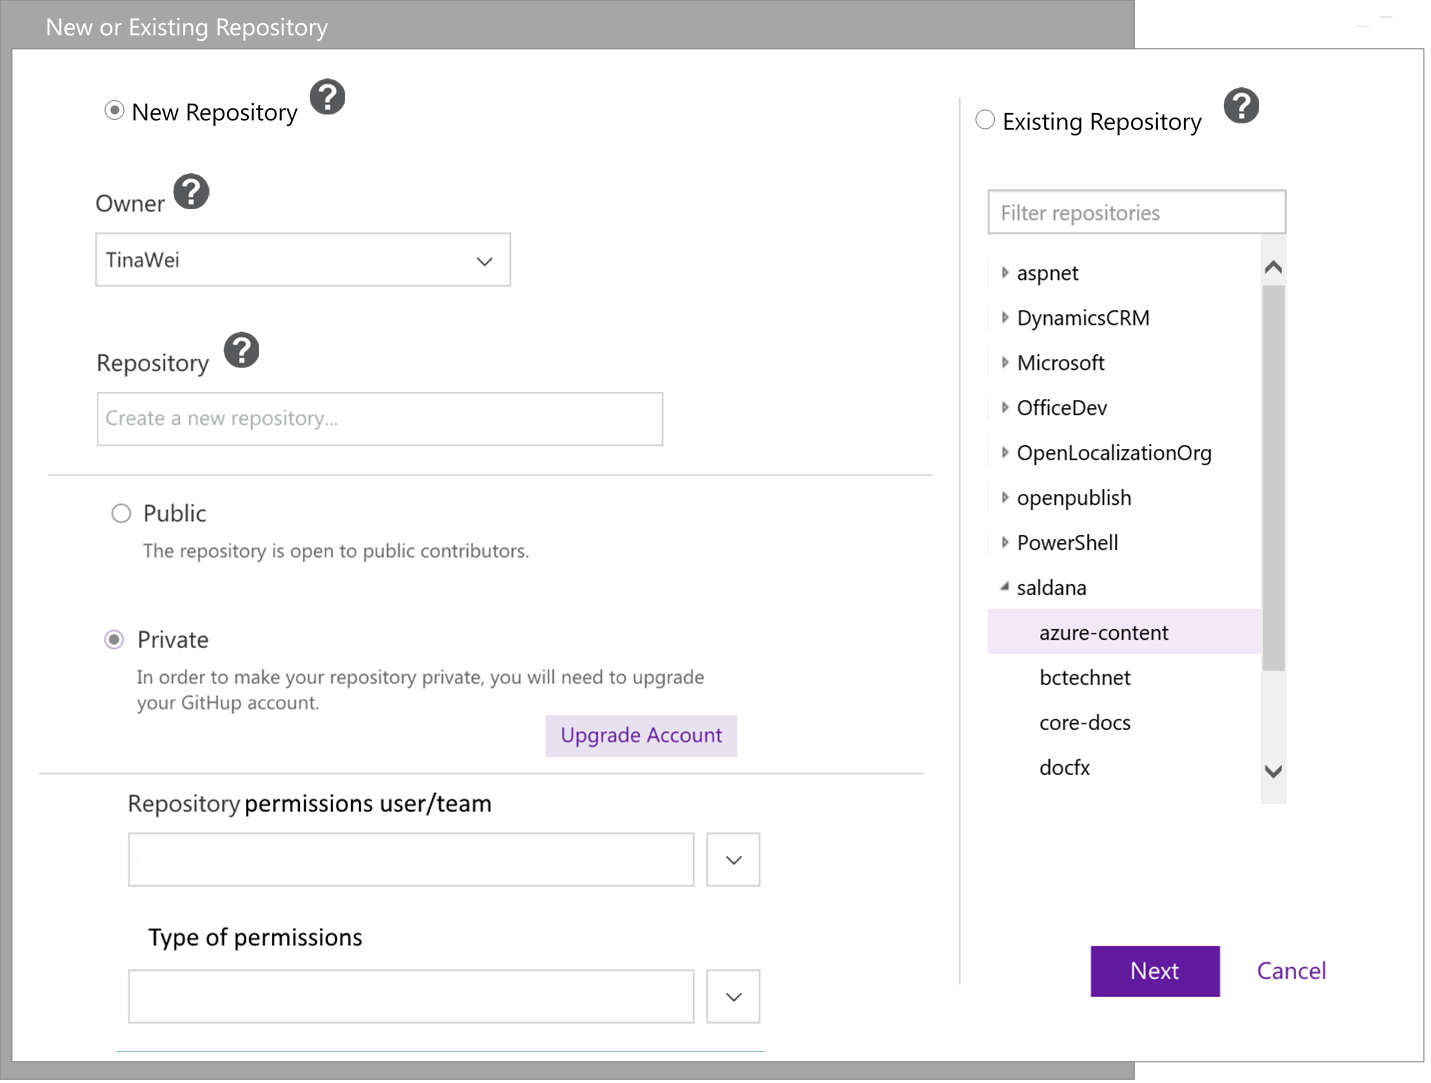 New or Existing Repository
New Repository
?
Owner
?
TinaWei
Repository
?
Create a new repository...
Public
The repository is open to public contributors.
Private
In order to make your repository private, you will need to upgrade
your GitHup account.
Upgrade Account
Repository permissions user/team
Type of permissions
Existing Repository
?
Filter repositories
aspnet
DynamicsCRM
Microsoft
OfficeDev
OpenLocalizationOrg
openpublish
PowerShell
saldana
azure-content
bctechnet
core-docs
docfx
Next
Cancel